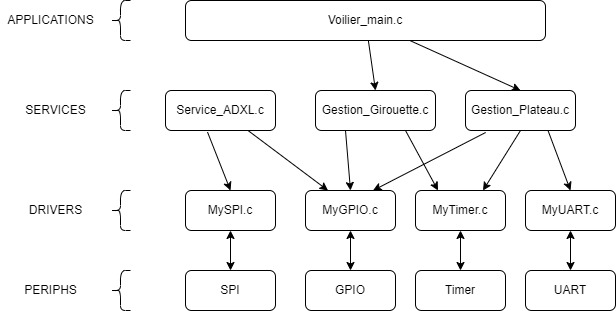 APPLICATIONS
Voilier_main.c
SERVICES
Service_ADXL.c
Gestion_Girouette.c
Gestion_Plateau.c
DRIVERS
MySPI.c
MyGPIO.c
MyTimer.c
MyUART.c
PERIPHS
SPI
GPIO
Timer
UART